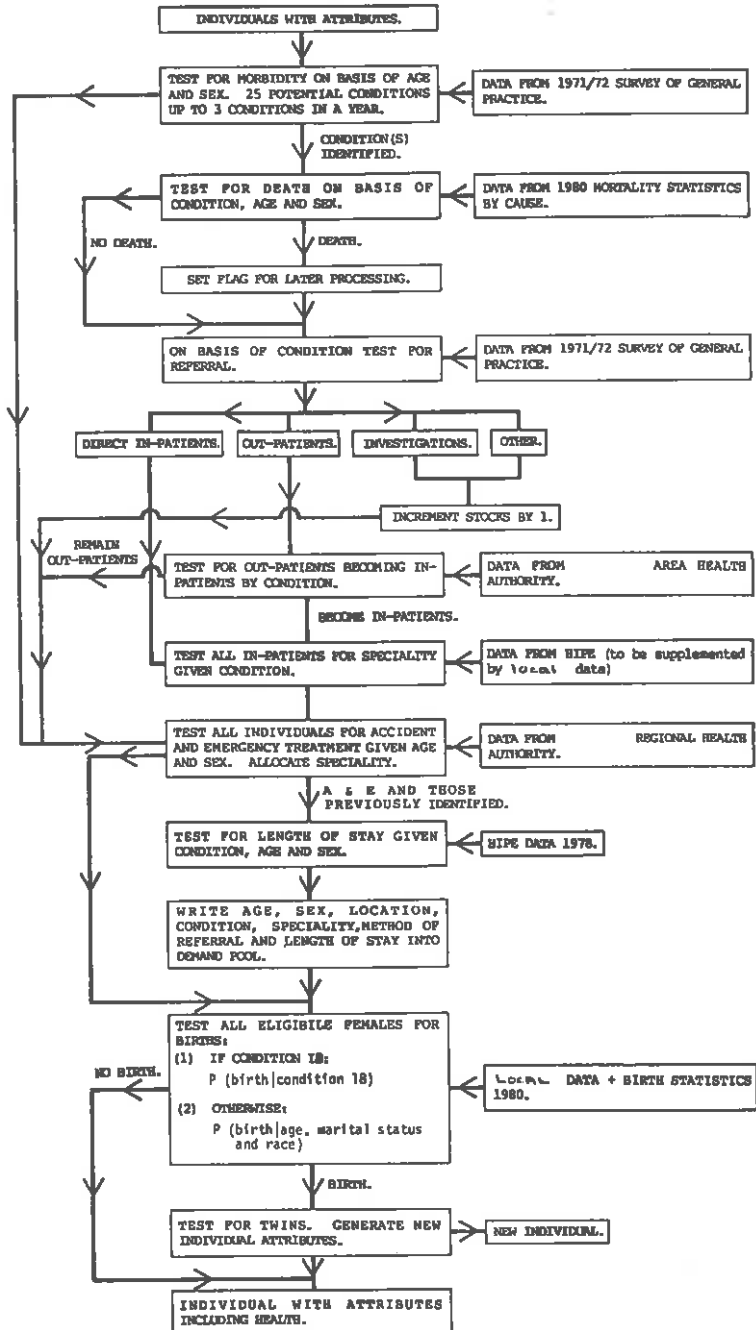 INDIVIDUALS WITH ATTRIBUTES.
TEST FOR MORBIDITY ON BASIS OF AGE
AND SEX. 25 POTENTIAL CONDITIONS
UP TO 3 CONDITIONS IN A YEAR.
DATA FROM 1971/72 SURVEY OF GENERAL
PRACTICE.
CONDITION(S)
IDENTIFIED.
TEST FOR DEATH ON BASIS OF
CONDITION, AGE AND SEX.
DATA FROM 1980 MORTALITY STATISTICS
BY CAUSE.
NO DEATH.
DEATH.
SET FLAG FOR LATER PROCESSING.
ON BASIS OF CONDITION TEST FOR
REFERRAL.
DATA FROM 1971/72 SURVEY OF GENERAL
PRACTICE.
DIRECT IN-PATIENTS.
OUT-PATIENTS.
INVESTIGATIONS.
OTHER.
INCREMENT STOCKS BY 1.
REMAIN
OUT-PATIENTS
TEST FOR OUT-PATIENTS BECOMING IN-
PATIENTS BY CONDITION.
DATA FROM AREA HEALTH
AUTHORITY.
BECOME IN-PATIENTS.
TEST ALL IN-PATIENTS FOR SPECIALITY
GIVEN CONDITION.
DATA FROM HIPE (to be supplemented
by local data)
TEST ALL INDIVIDUALS FOR ACCIDENT
AND EMERGENCY TREATMENT GIVEN AGE
AND SEX. ALLOCATE SPECIALITY.
DATA FROM REGIONAL HEALTH
AUTHORITY.
A & E AND THOSE
PREVIOUSLY IDENTIFIED.
TEST FOR LENGTH OF STAY GIVEN
CONDITION, AGE AND SEX.
HIPE DATA 1978.
WRITE AGE, SEX, LOCATION,
CONDITION, SPECIALITY, METHOD OF
REFERRAL AND LENGTH OF STAY INTO
DEMAND POOL.
TEST ALL ELIGIBILE FEMALES FOR
BIRTHS:
(1) IF CONDITION 18:
P (birth|condition 18)
(2) OTHERWISE:
P (birth|age, marital status
and race)
NO BIRTH.
LOCAL DATA + BIRTH STATISTICS
1980.
BIRTH.
TEST FOR TWINS. GENERATE NEW
INDIVIDUAL ATTRIBUTES.
NEW INDIVIDUAL.
INDIVIDUAL WITH ATTRIBUTES
INCLUDING HEALTH.